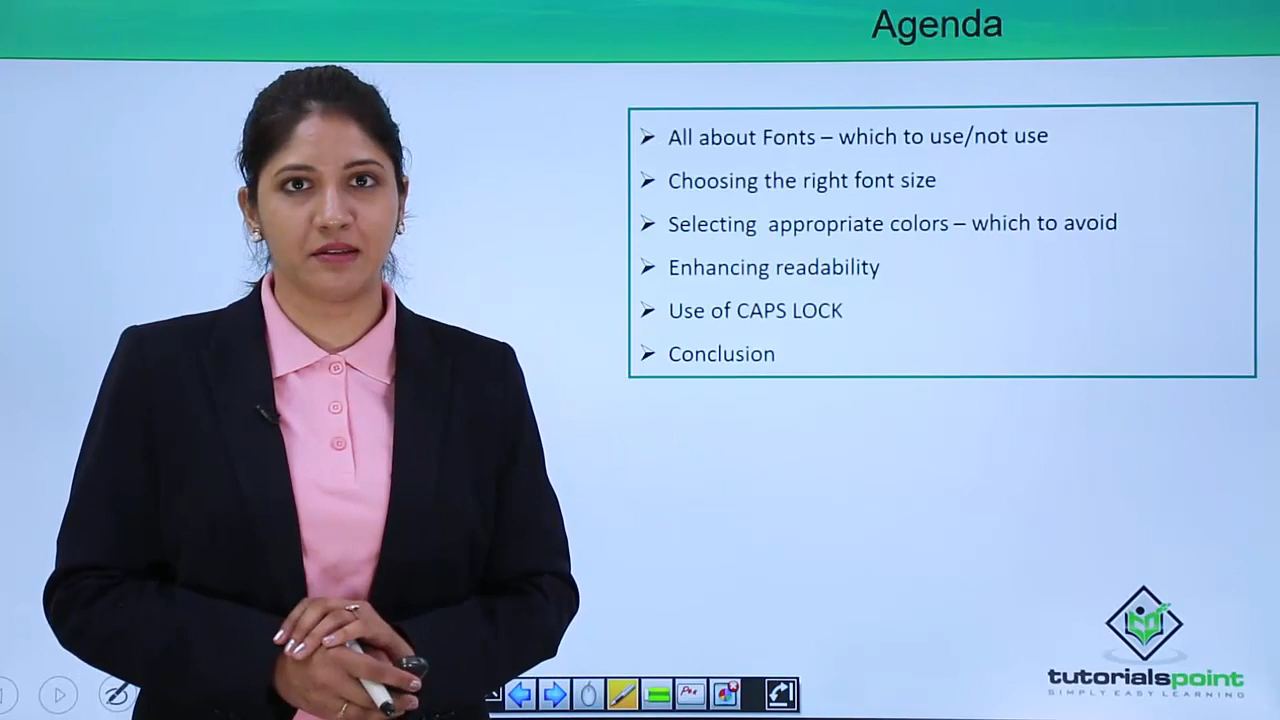 Agenda
All about Fonts – which to use/not use
Choosing the right font size
Selecting  appropriate colors – which to avoid
Enhancing readability
Use of CAPS LOCK
Conclusion
tutorialspoint
SIMPLY EASY LEARNING
Pen